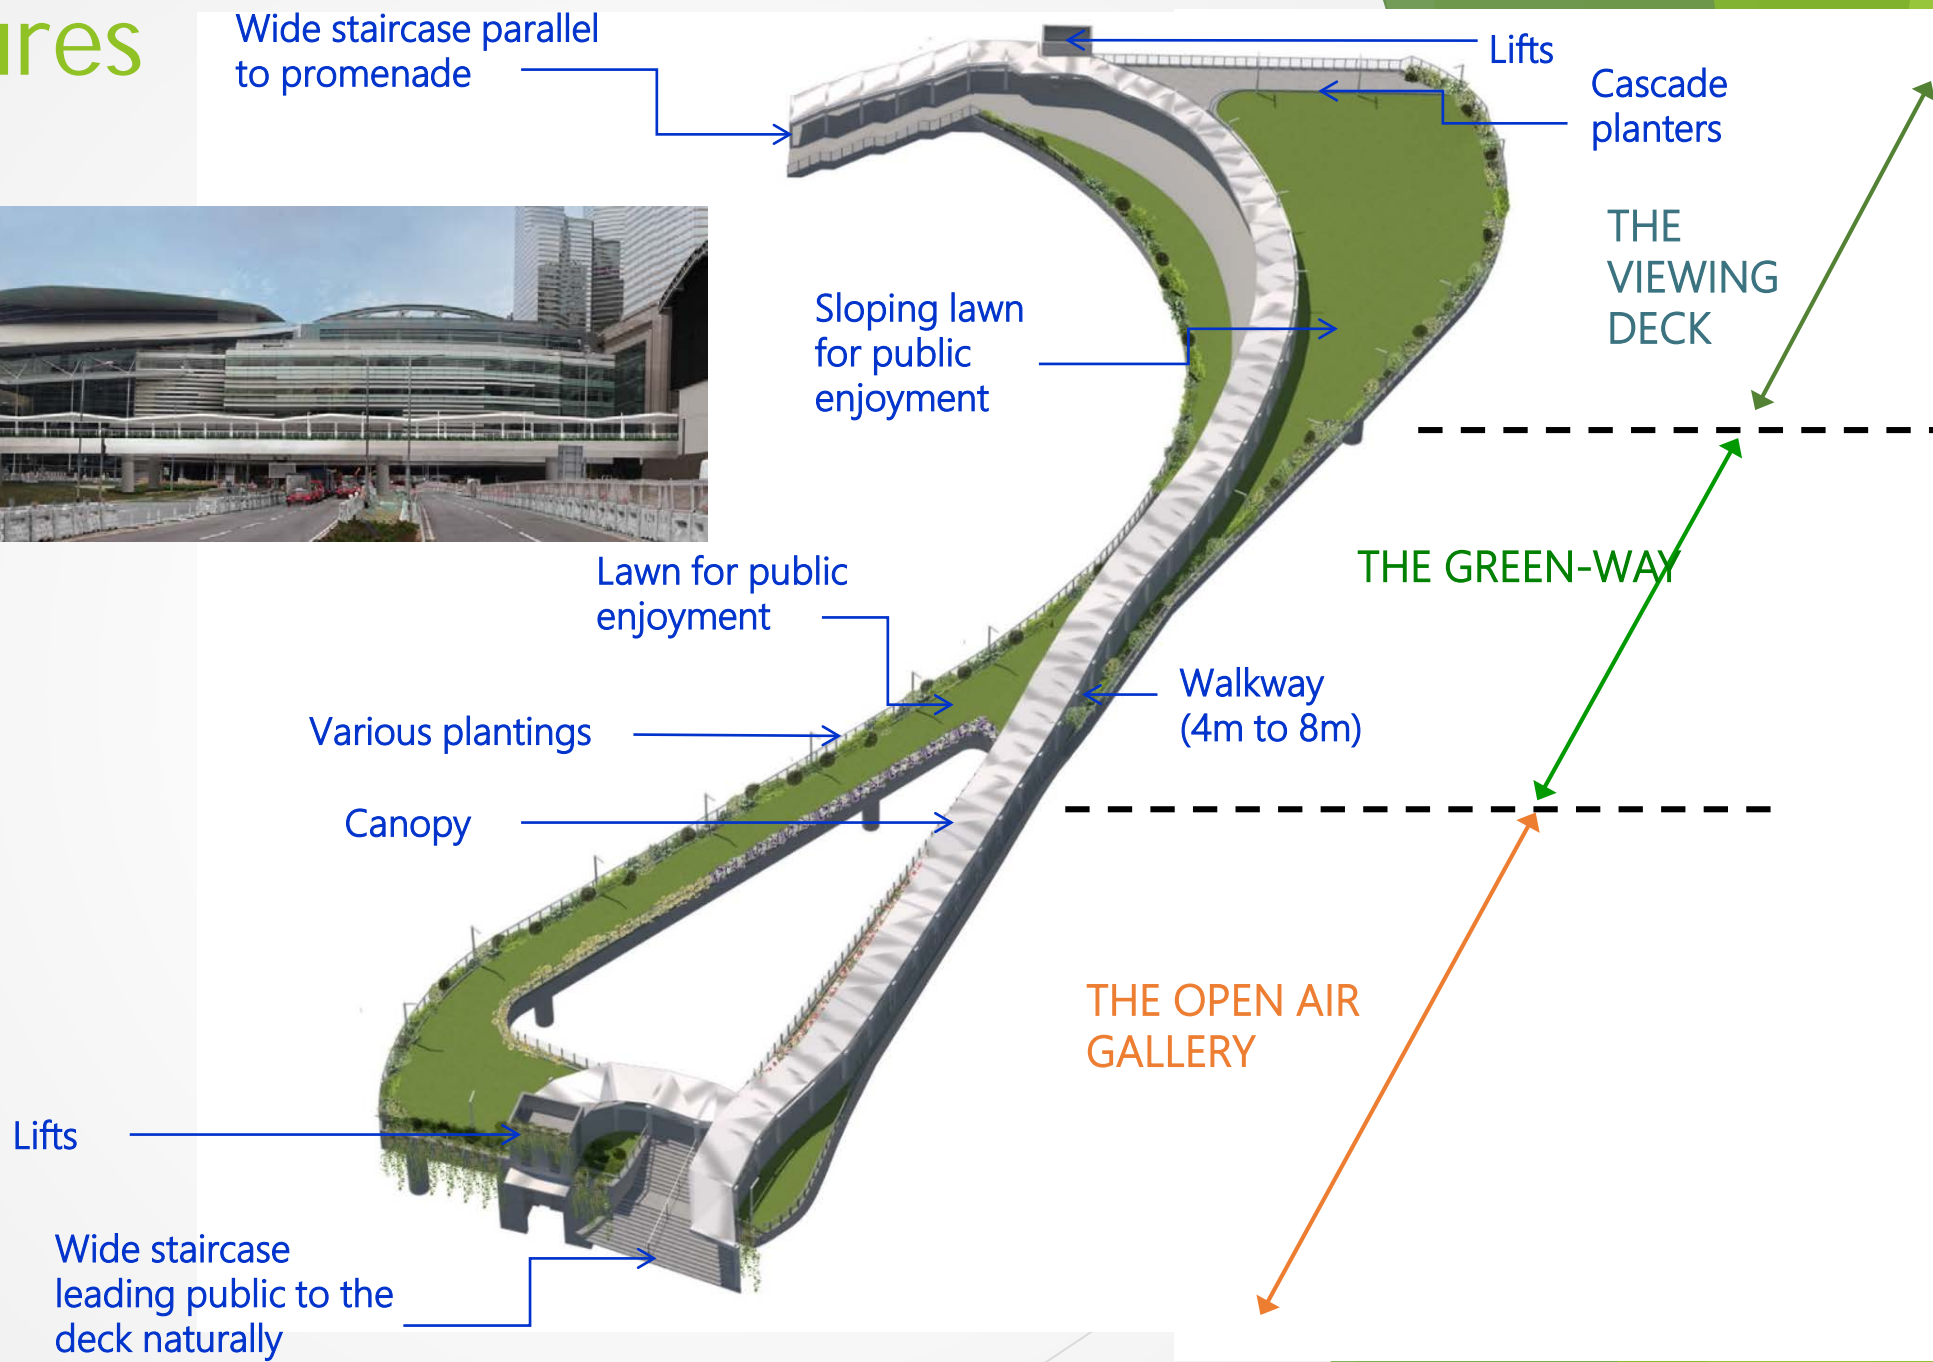 Wide staircase parallel
to promenade
Lifts
Cascade
planters
THE
VIEWING
DECK
Sloping lawn
for public
enjoyment
Lawn for public
enjoyment
THE GREEN-WAY
Walkway
(4m to 8m)
Various plantings
Canopy
THE OPEN AIR
GALLERY
Lifts
Wide staircase
leading public to the
deck naturally